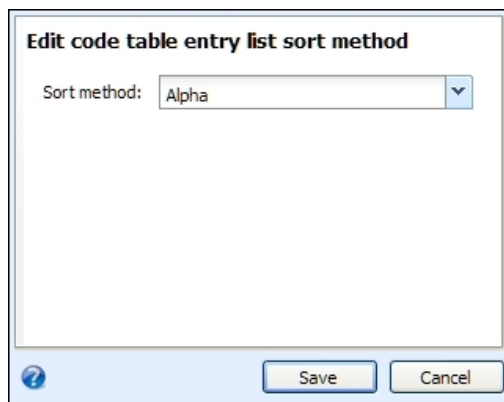 Edit code table entry list sort method
Sort method: Alpha
? Save Cancel